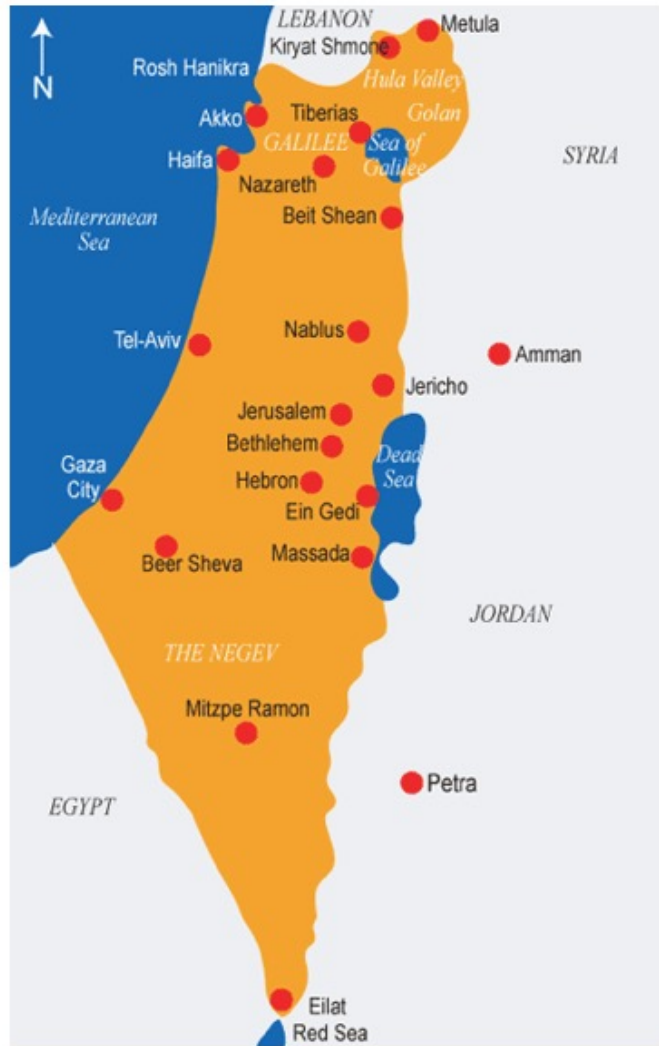 LEBANON
Metula
Kiryat Shmone
N
Rosh Hanikra
Hula Valley
Golan
Akko
Tiberias
GALILEE
Sea of
Galilee
SYRIA
Haifa
Nazareth
Mediterranean
Sea
Beit Shean
Tel-Aviv
Nablus
Amman
Jericho
Jerusalem
Bethlehem
Dead
Sea
Gaza
City
Hebron
Ein Gedi
Beer Sheva
Massada
JORDAN
THE NEGEV
Mitzpe Ramon
Petra
EGYPT
Eilat
Red Sea